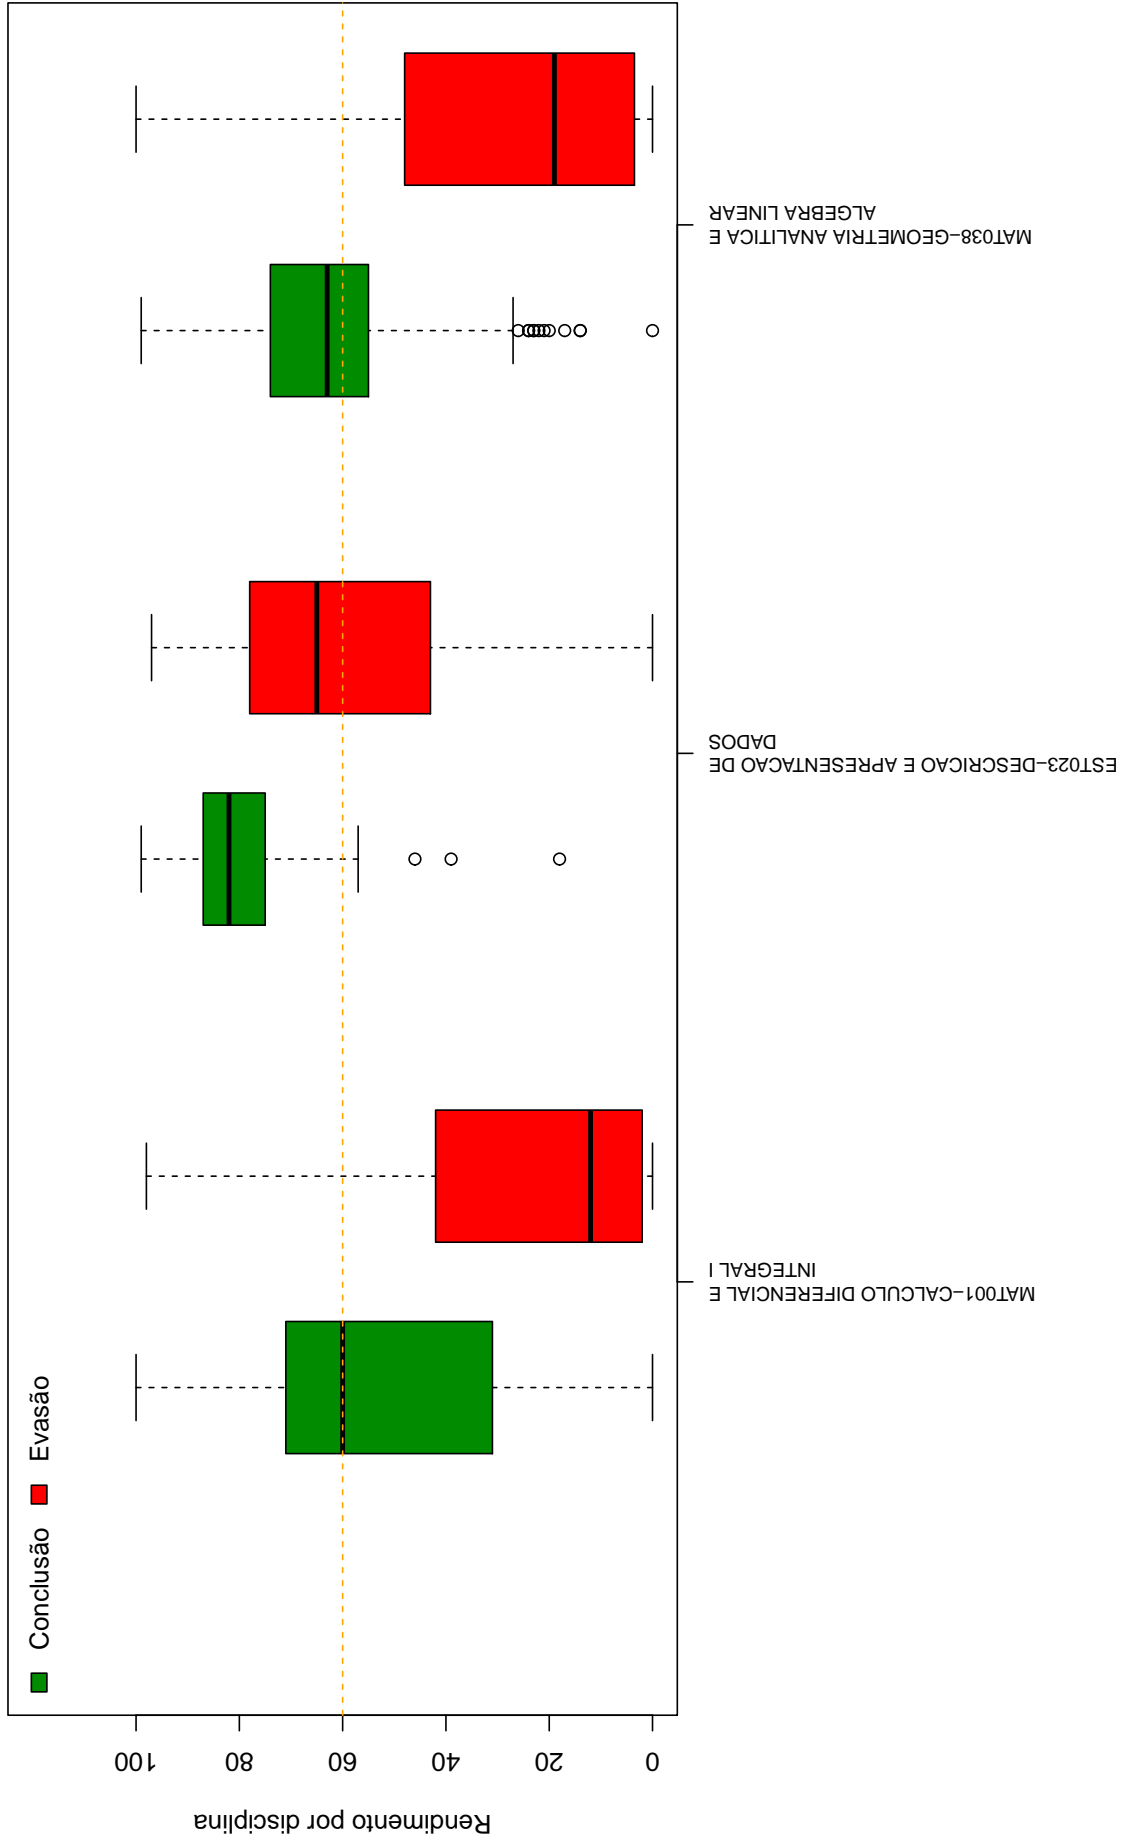 Conclusão
Evasão
Rendimento por disciplina
100
80
60
40
20
0
MAT001−CALCULO DIFERENCIAL E
INTEGRAL I
EST023−DESCRICAO E APRESENTACAO DE
DADOS
MAT038−GEOMETRIA ANALITICA E
ALGEBRA LINEAR